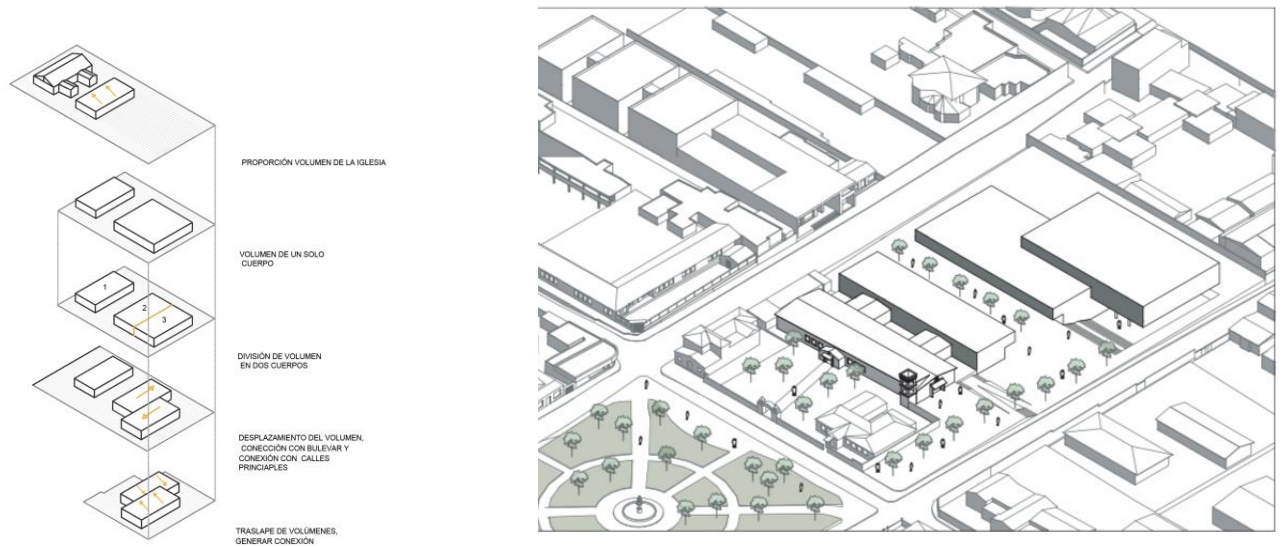 PROPORCIÓN VOLUMEN DE LA IGLESIA
VOLUMEN DE UN SOLO
CUERPO
1
2
3
DIVISIÓN DE VOLUMEN
EN DOS CUERPOS
DESPLAZAMIENTO DEL VOLUMEN,
CONECCIÓN CON BULEVAR Y
CONEXIÓN CON CALLES
PRINCIAPLES
TRASLAPE DE VOLÚMENES,
GENERAR CONEXIÓN